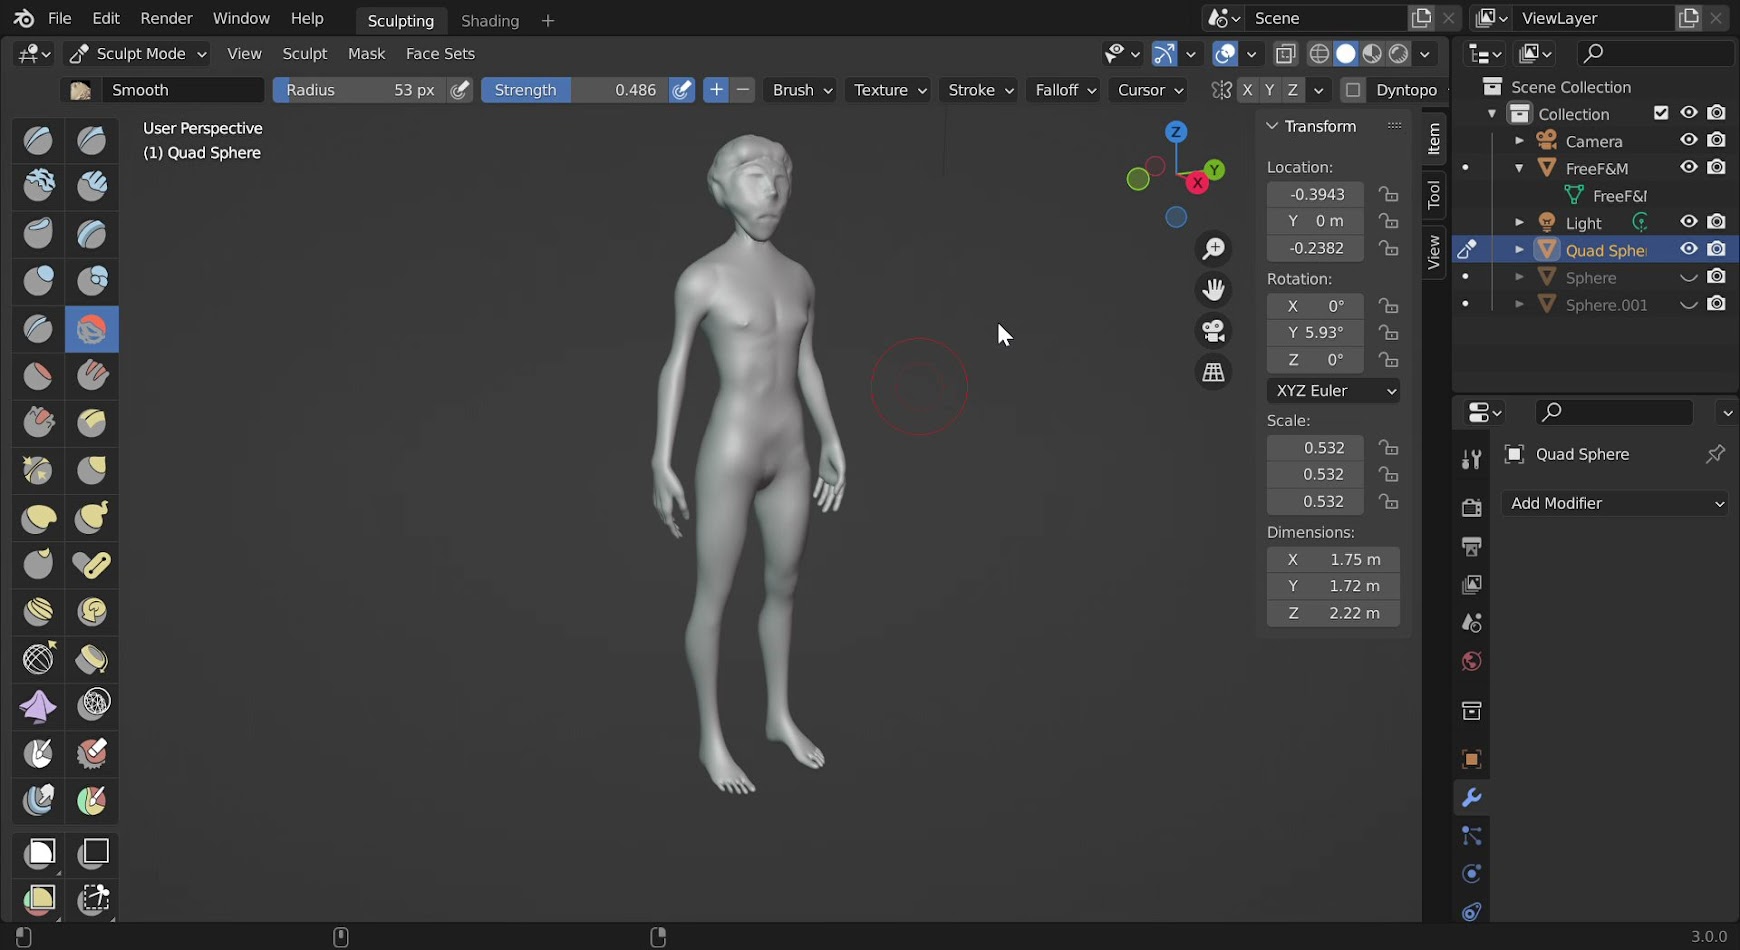 File Edit Render Window Help Sculpting Shading + Scene ViewLayer
Sculpt Mode View Sculpt Mask Face Sets
Smooth Radius 53 px Strength 0.486 + − Brush Texture Stroke Falloff Cursor X Y Z Dyntopo
User Perspective
(1) Quad Sphere
Z
Y
X
Transform
Location:
-0.3943
Y 0 m
-0.2382
Rotation:
X 0°
Y 5.93°
Z 0°
XYZ Euler
Scale:
0.532
0.532
0.532
Dimensions:
X 1.75 m
Y 1.72 m
Z 2.22 m
Item
Tool
View
Scene Collection
Collection
Camera
FreeF&M
FreeF&I
Light
Quad Sphe
Sphere
Sphere.001
Quad Sphere
Add Modifier
3.0.0